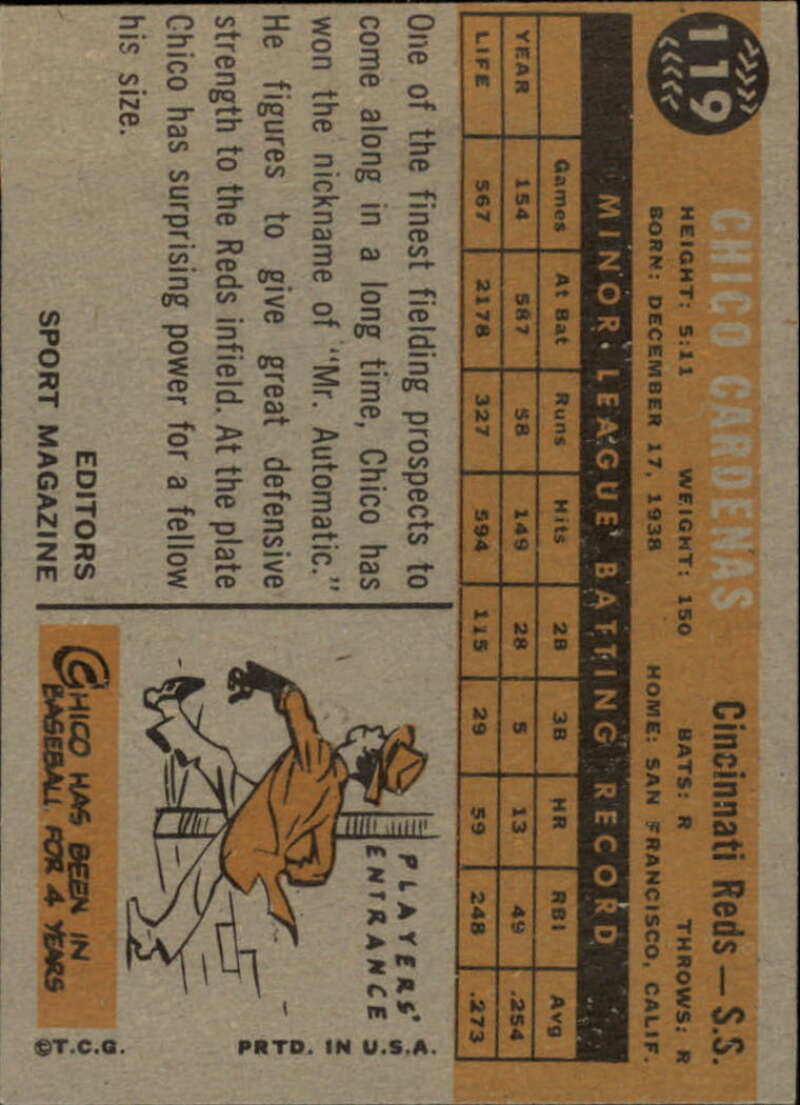 119
CHICO CARDENAS Cincinnati Reds — S.S.
HEIGHT: 5:11 WEIGHT: 150 BATS: R THROWS: R
BORN: DECEMBER 17, 1938 HOME: SAN FRANCISCO, CALIF.
MINOR LEAGUE BATTING RECORD
Games At Bat Runs Hits 2B 3B HR RBI Avg
YEAR 154 587 58 149 28 5 13 49 .254
LIFE 567 2178 327 594 115 29 59 248 .273
One of the finest fielding prospects to
come along in a long time, Chico has
won the nickname of "Mr. Automatic."
He figures to give great defensive
strength to the Reds infield. At the plate
Chico has surprising power for a fellow
his size.
EDITORS
SPORT MAGAZINE
PLAYERS'
ENTRANCE
CHICO HAS BEEN IN
BASEBALL FOR 4 YEARS
PRTD. IN U.S.A.
©T.C.G.